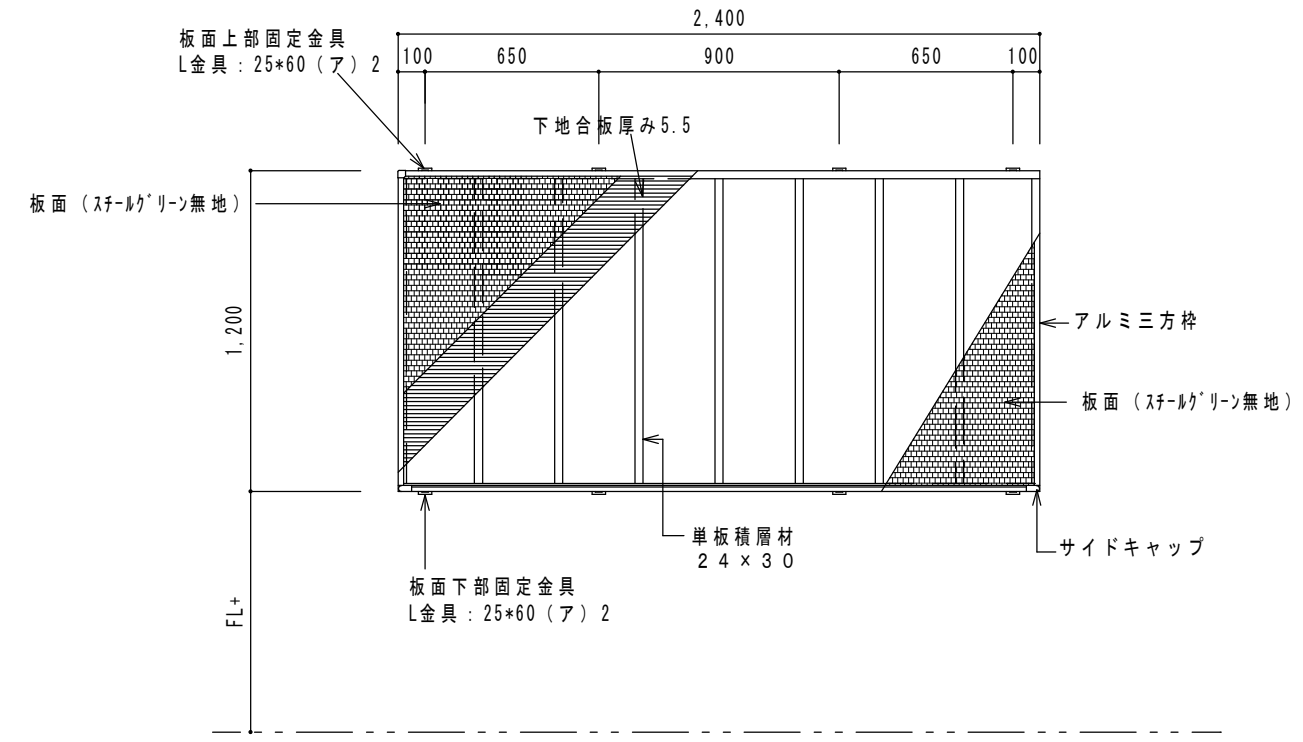 2,400
板面上部固定金具
L金具：25*60（ア）2
100
650
900
650
100
下地合板厚み5.5
板面（ｽﾁｰﾙｸﾞﾘｰﾝ無地）
1,200
アルミ三方枠
板面（ｽﾁｰﾙｸﾞﾘｰﾝ無地）
単板積層材
２４×３０
サイドキャップ
板面下部固定金具
L金具：25*60（ア）2
FL+